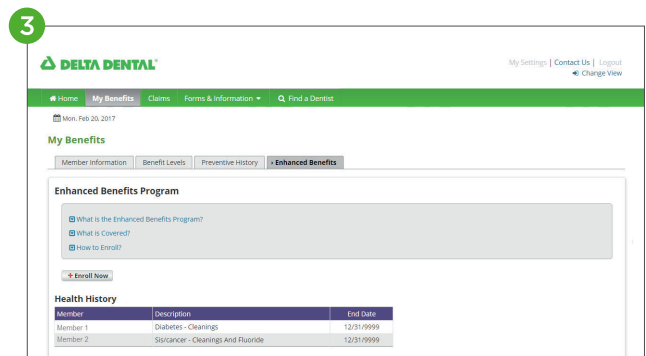 3
DELTA DENTAL®
My Settings | Contact Us | Logout
Change View
Home My Benefits Claims Forms & Information Find a Dentist
Mon, Feb 20, 2017
My Benefits
Member Information Benefit Levels Preventive History › Enhanced Benefits
Enhanced Benefits Program
What is the Enhanced Benefits Program?
What is Covered?
How to Enroll?
+ Enroll Now
Health History
Member Description End Date
Member 1 Diabetes - Cleanings 12/31/9999
Member 2 Sis/cancer - Cleanings And Fluoride 12/31/9999